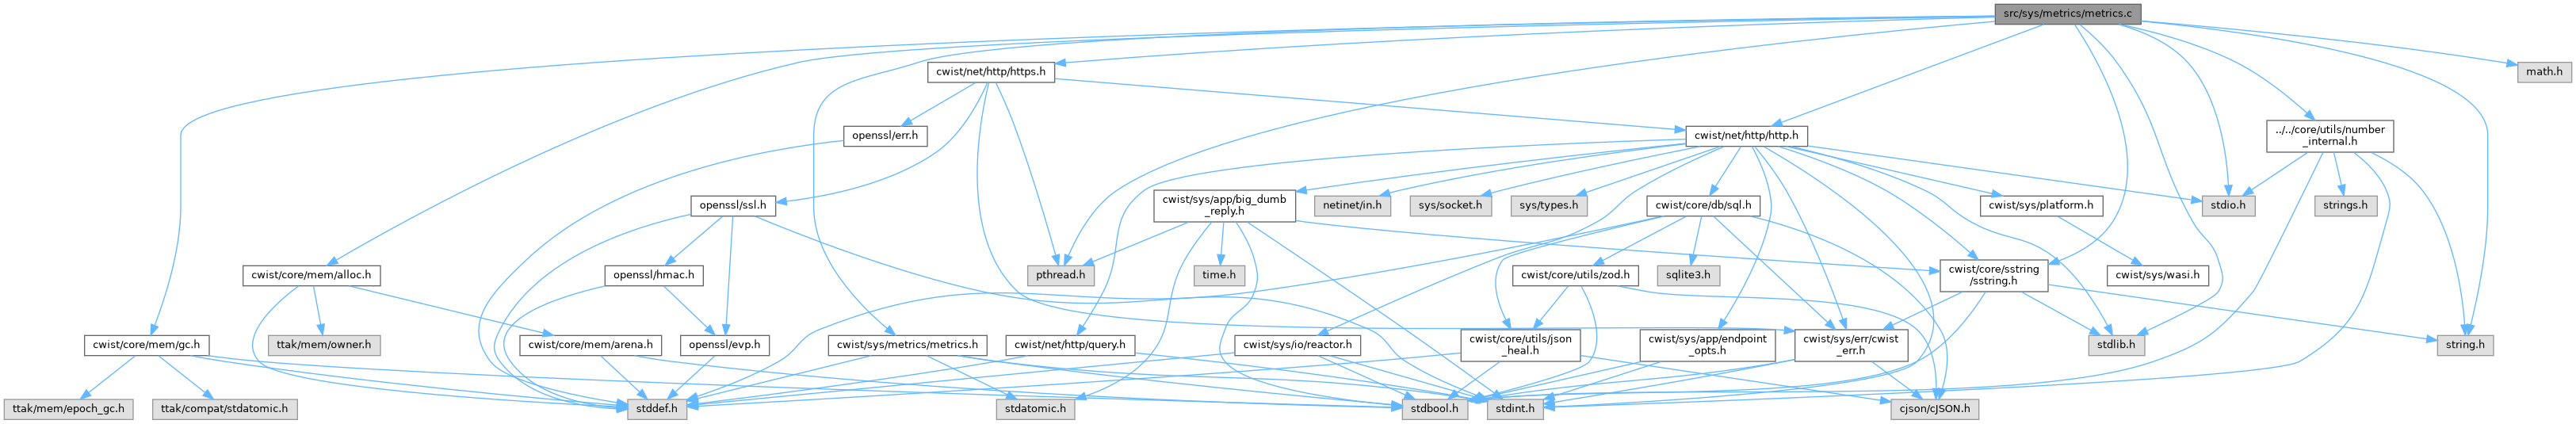 src/sys/metrics/metrics.c
cwist/net/http/https.h
math.h
openssl/err.h
cwist/net/http/http.h
../../core/utils/number
_internal.h
openssl/ssl.h
cwist/sys/app/big_dumb
_reply.h
netinet/in.h
sys/socket.h
sys/types.h
cwist/core/db/sql.h
cwist/sys/platform.h
stdio.h
strings.h
cwist/core/mem/alloc.h
openssl/hmac.h
pthread.h
time.h
cwist/core/utils/zod.h
sqlite3.h
cwist/core/sstring
/sstring.h
cwist/sys/wasi.h
cwist/core/mem/gc.h
ttak/mem/owner.h
cwist/core/mem/arena.h
openssl/evp.h
cwist/sys/metrics/metrics.h
cwist/net/http/query.h
cwist/sys/io/reactor.h
cwist/core/utils/json
_heal.h
cwist/sys/app/endpoint
_opts.h
cwist/sys/err/cwist
_err.h
stdlib.h
string.h
ttak/mem/epoch_gc.h
ttak/compat/stdatomic.h
stddef.h
stdatomic.h
stdbool.h
stdint.h
cjson/cJSON.h